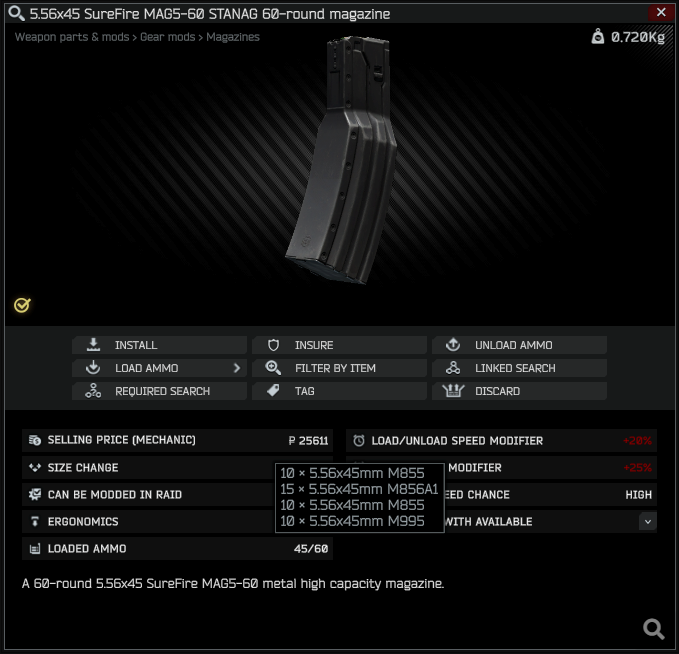 5.56x45 SureFire MAG5-60 STANAG 60-round magazine
Weapon parts & mods > Gear mods > Magazines
0.720Kg
INSTALL
INSURE
UNLOAD AMMO
LOAD AMMO
FILTER BY ITEM
LINKED SEARCH
REQUIRED SEARCH
TAG
DISCARD
SELLING PRICE (MECHANIC)
₽ 25611
LOAD/UNLOAD SPEED MODIFIER
+20%
SIZE CHANGE
MODIFIER
+25%
CAN BE MODDED IN RAID
EED CHANCE
HIGH
ERGONOMICS
WITH AVAILABLE
10 × 5.56x45mm M855
15 × 5.56x45mm M856A1
10 × 5.56x45mm M855
10 × 5.56x45mm M995
LOADED AMMO
45/60
A 60-round 5.56x45 SureFire MAG5-60 metal high capacity magazine.